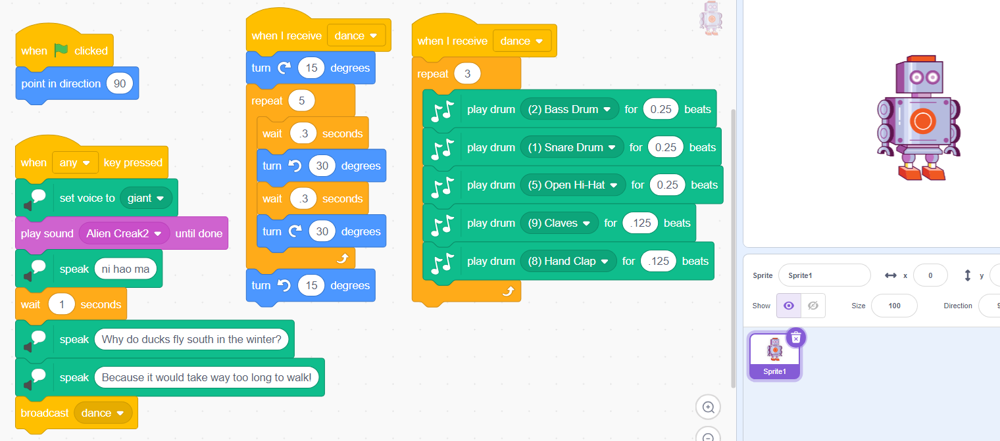 when clicked
point in direction 90
when any key pressed
set voice to giant
play sound Alien Creak2 until done
speak ni hao ma
wait 1 seconds
speak Why do ducks fly south in the winter?
speak Because it would take way too long to walk!
broadcast dance
when I receive dance
turn 15 degrees
repeat 5
wait .3 seconds
turn 30 degrees
wait .3 seconds
turn 30 degrees
turn 15 degrees
when I receive dance
repeat 3
play drum (2) Bass Drum for 0.25 beats
play drum (1) Snare Drum for 0.25 beats
play drum (5) Open Hi-Hat for 0.25 beats
play drum (9) Claves for .125 beats
play drum (8) Hand Clap for .125 beats
Sprite Sprite1 x 0 y
Show Size 100 Direction
Sprite1